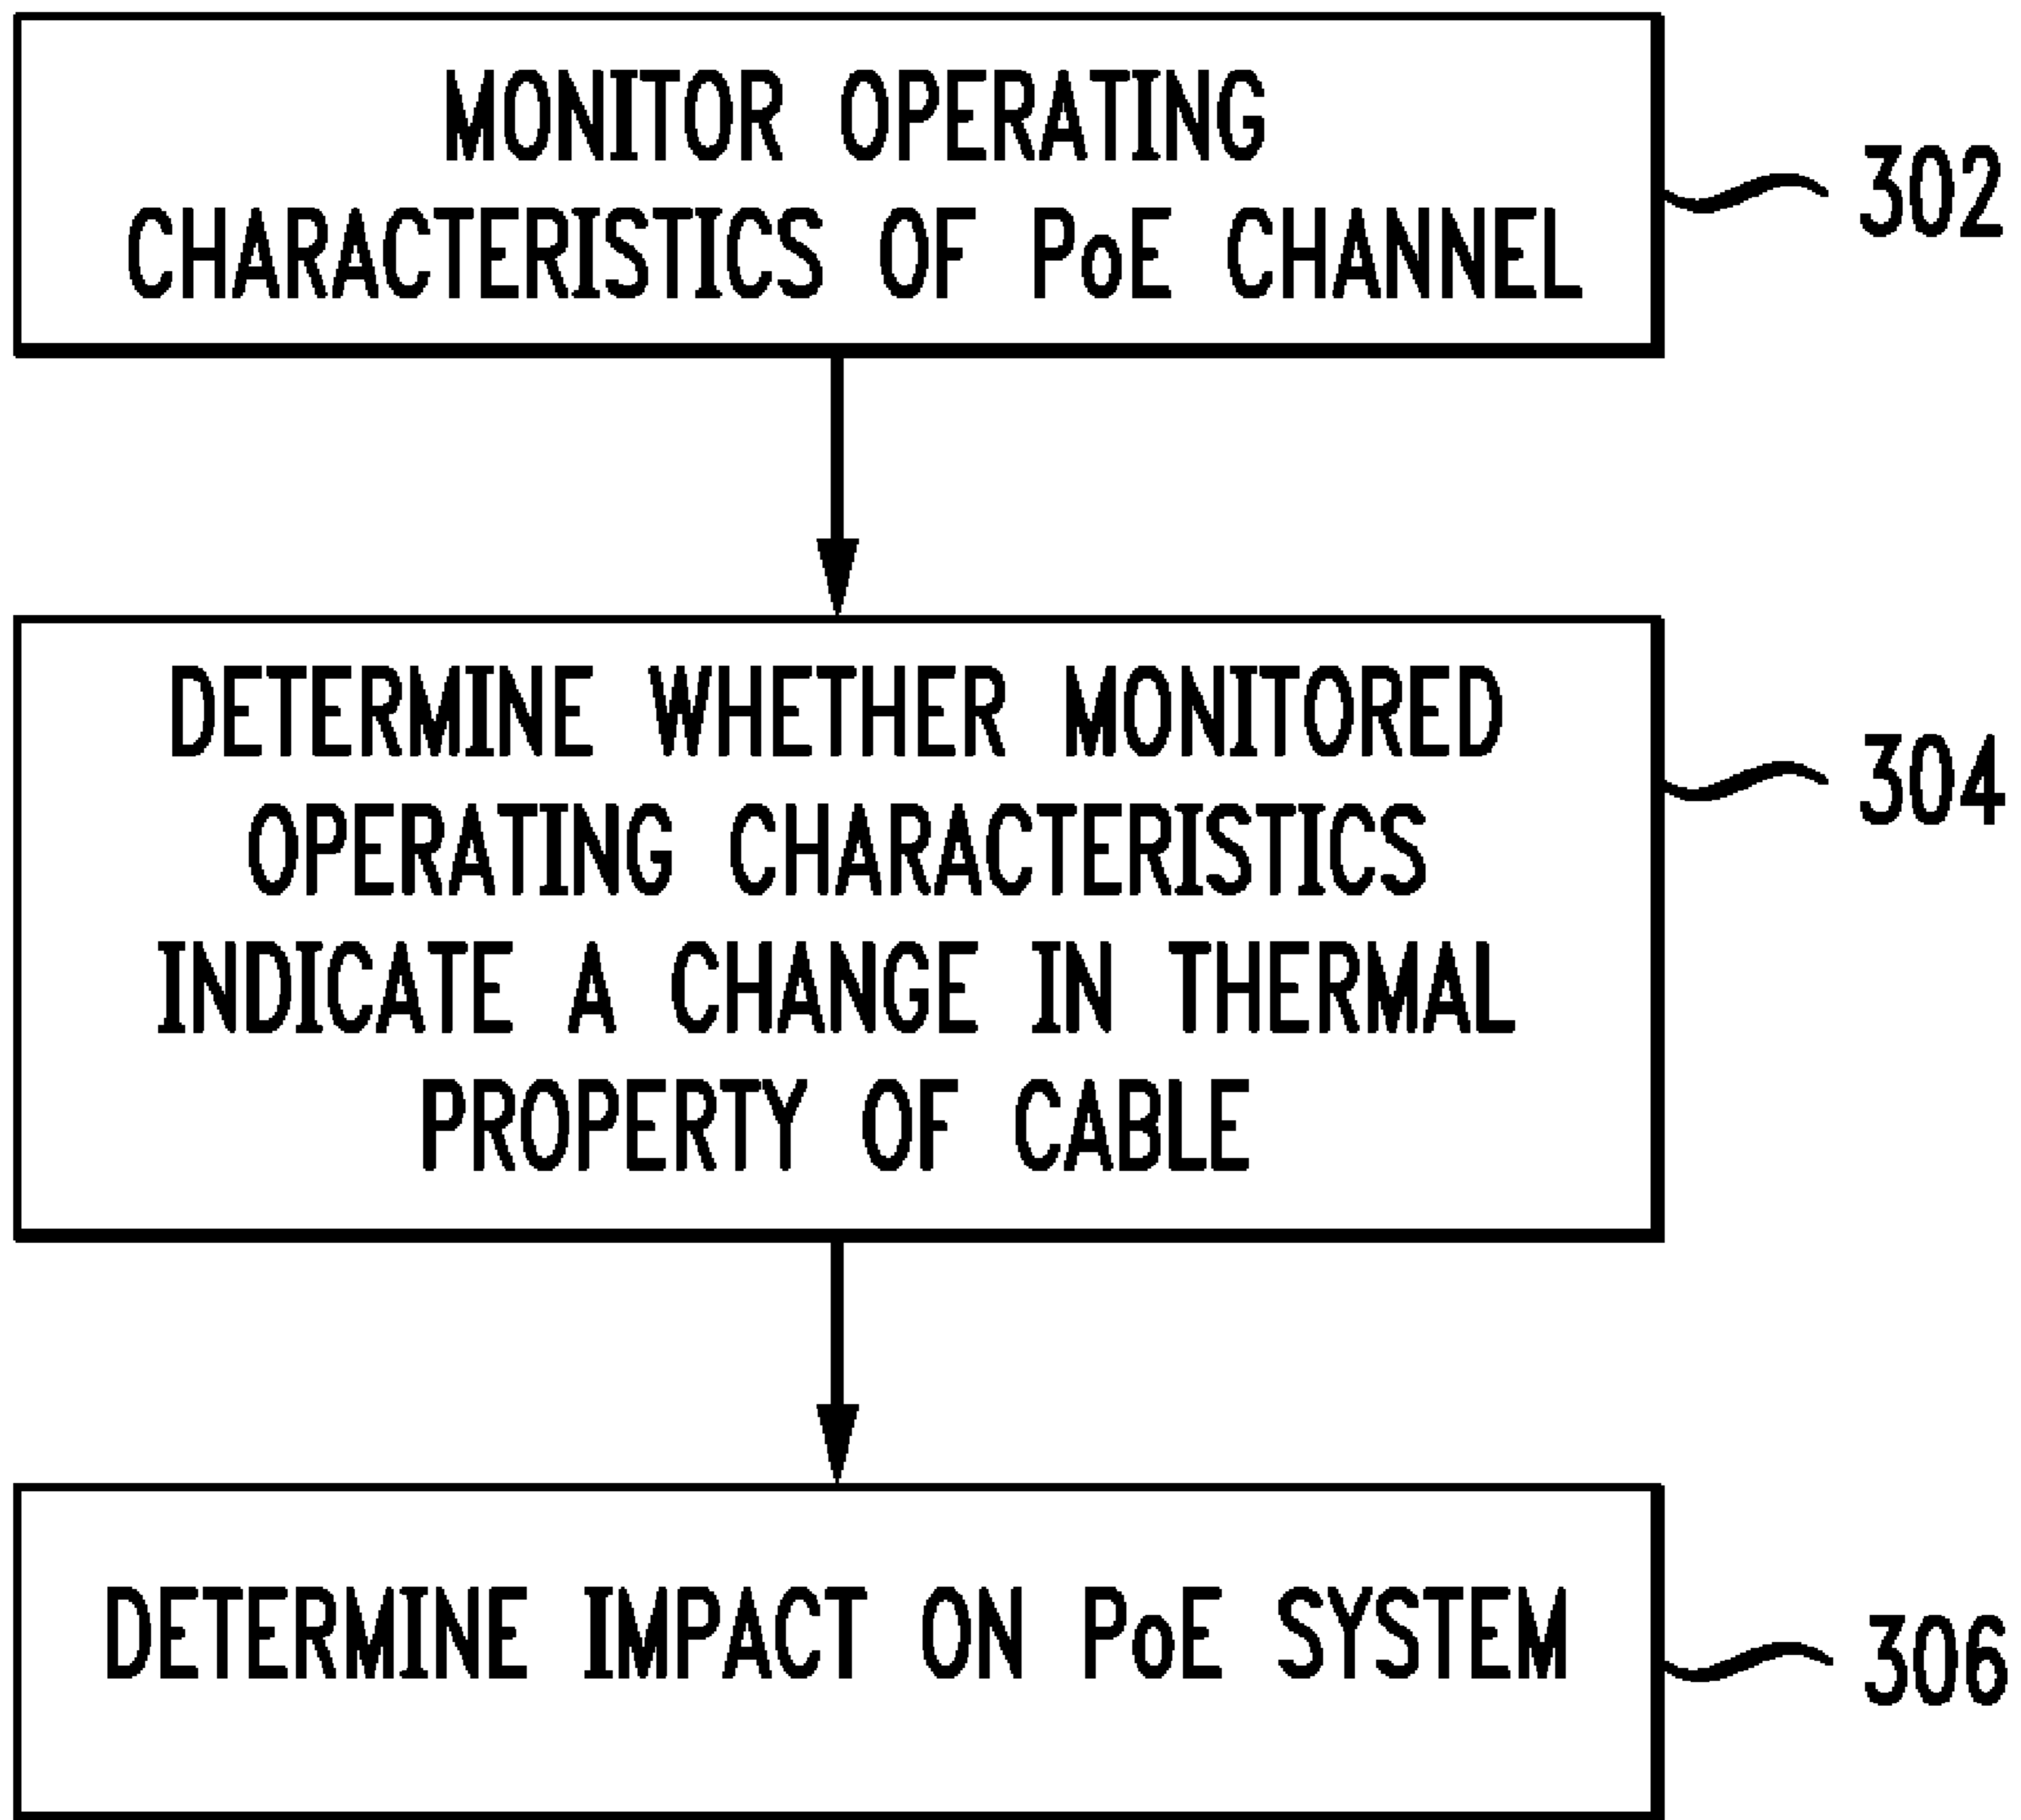 MONITOR OPERATING
CHARACTERISTICS OF PoE CHANNEL
302
DETERMINE WHETHER MONITORED
OPERATING CHARACTERISTICS
INDICATE A CHANGE IN THERMAL
PROPERTY OF CABLE
304
DETERMINE IMPACT ON PoE SYSTEM
306